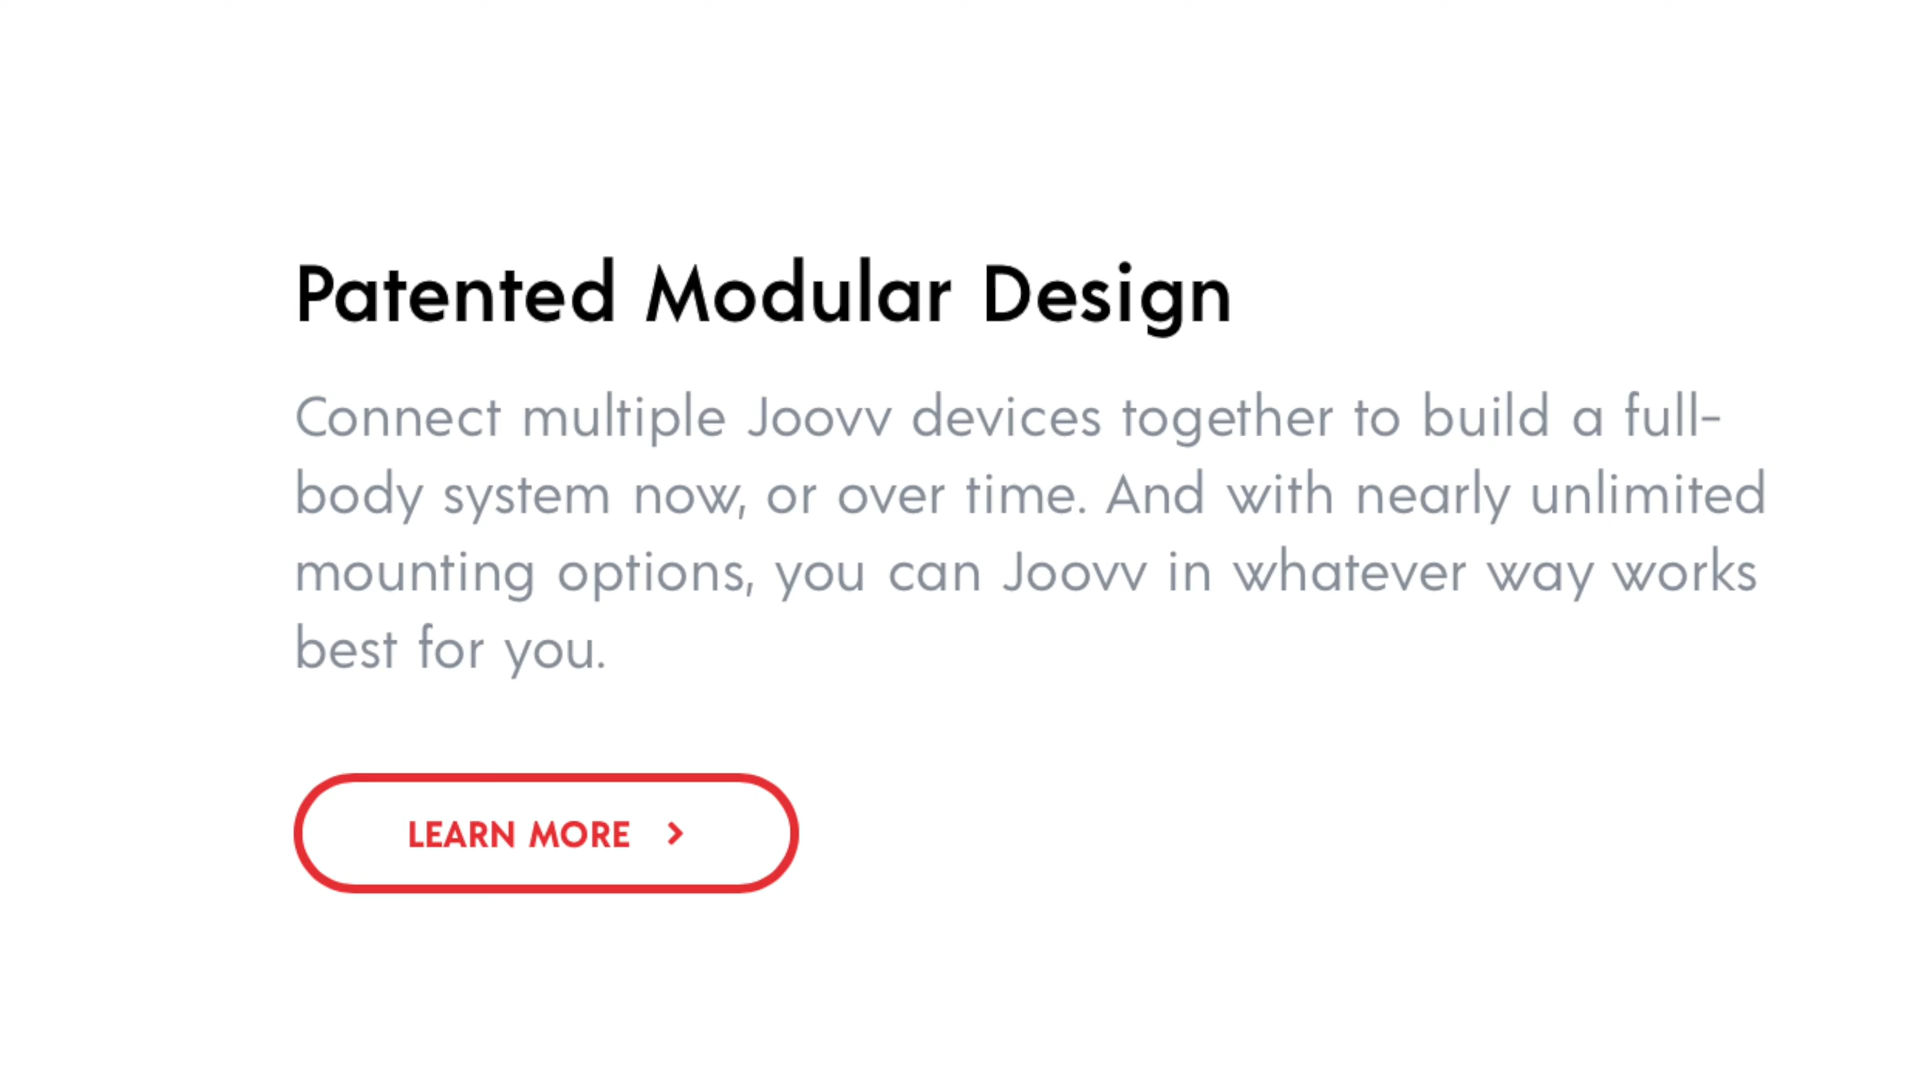 Patented Modular Design
Connect multiple Joovv devices together to build a full-
body system now, or over time. And with nearly unlimited
mounting options, you can Joovv in whatever way works
best for you.
LEARN MORE >